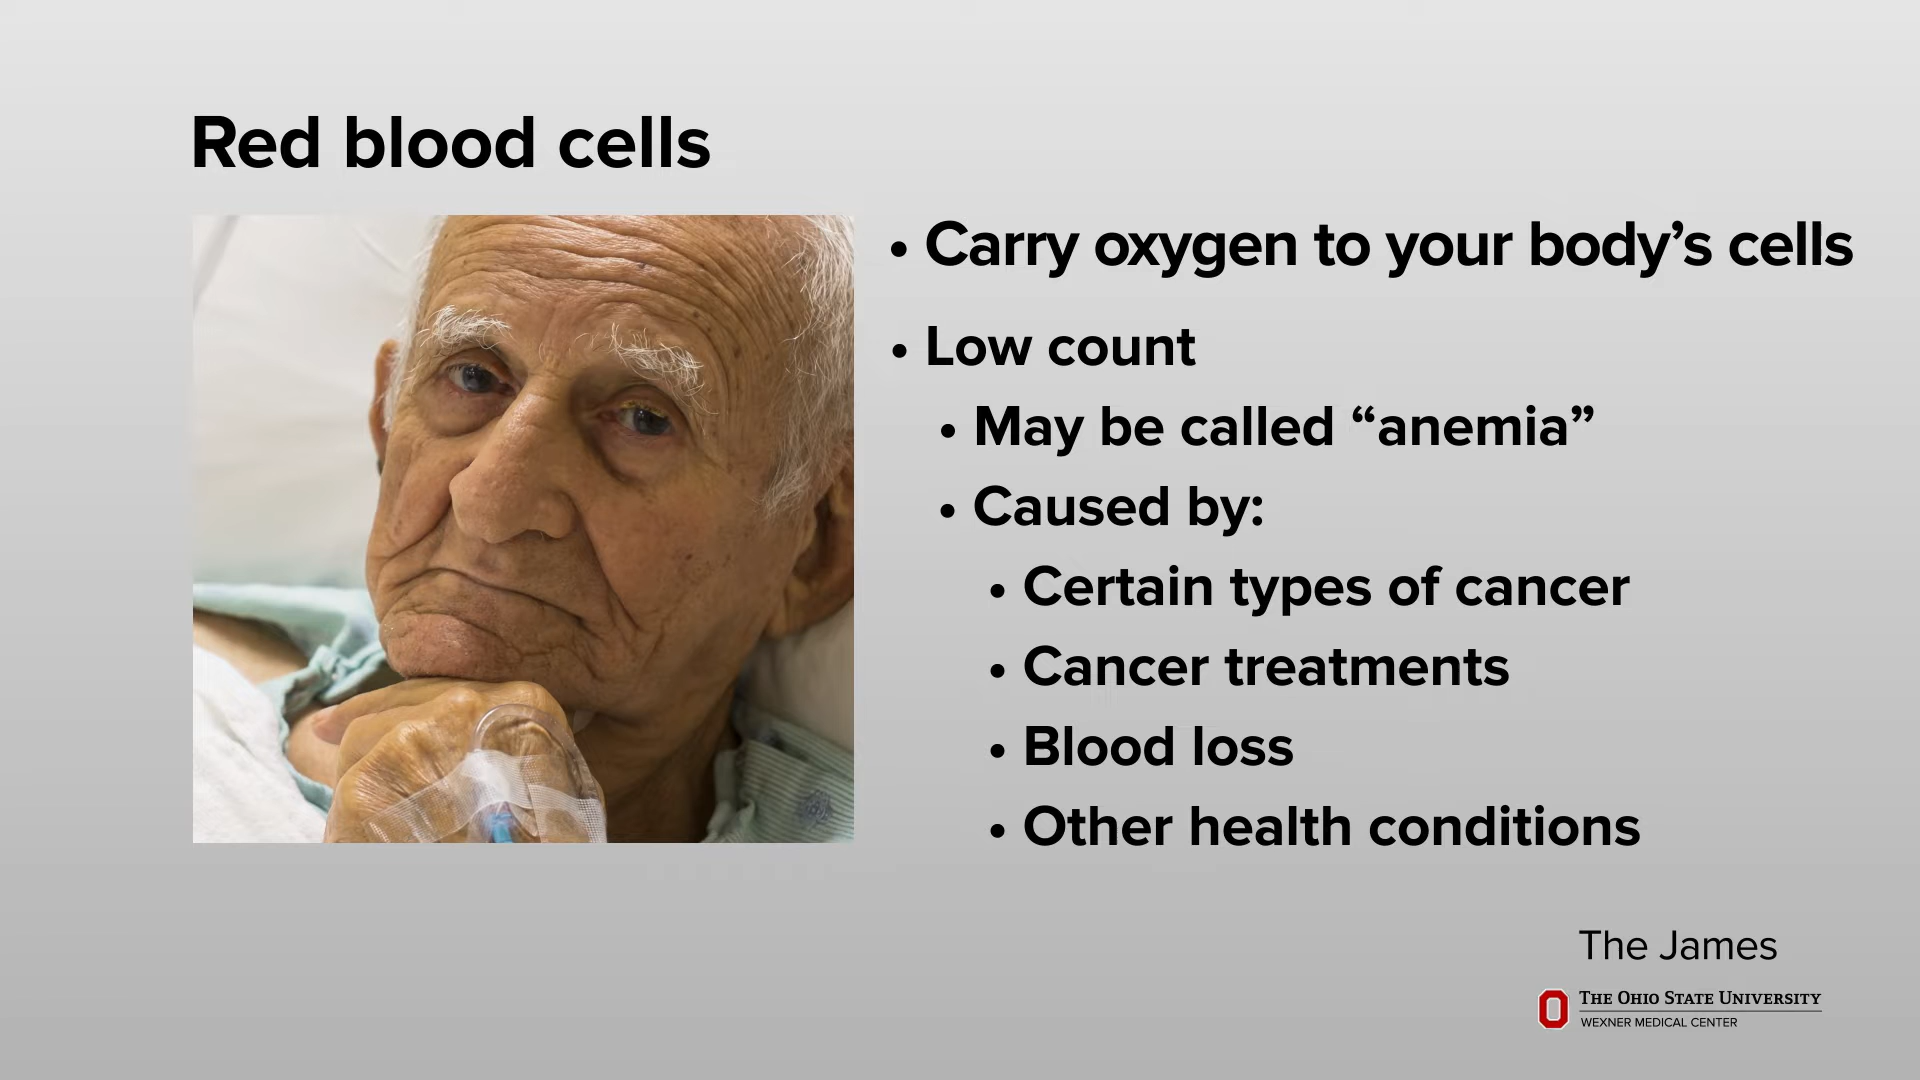 Red blood cells
• Carry oxygen to your body’s cells
• Low count
• May be called “anemia”
• Caused by:
• Certain types of cancer
• Cancer treatments
• Blood loss
• Other health conditions
The James
THE OHIO STATE UNIVERSITY
WEXNER MEDICAL CENTER